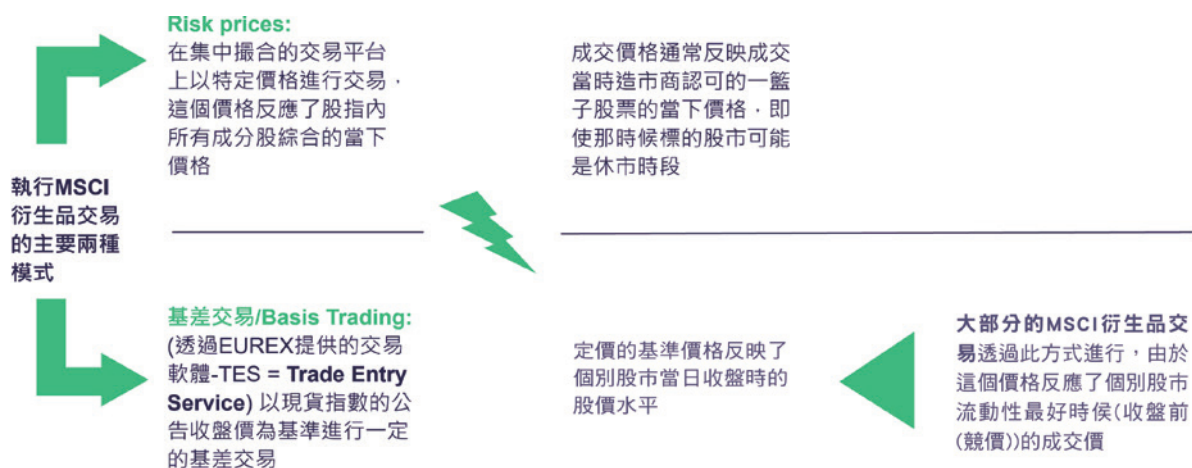 執行MSCI
衍生品交易
的主要兩種
模式
Risk prices:
在集中撮合的交易平台
上以特定價格進行交易，
這個價格反應了股指內
所有成分股綜合的當下
價格
成交價格通常反映成交
當時造市商認可的一籃
子股票的當下價格，即
使那時候標的股市可能
是休市時段
基差交易/Basis Trading:
(透過EUREX提供的交易
軟體-TES = Trade Entry
Service) 以現貨指數的公
告收盤價為基準進行一定
的基差交易
定價的基準價格反映了
個別股市當日收盤時的
股價水平
大部分的MSCI衍生品交
易透過此方式進行，由於
這個價格反應了個別股市
流動性最好時侯(收盤前
(競價))的成交價